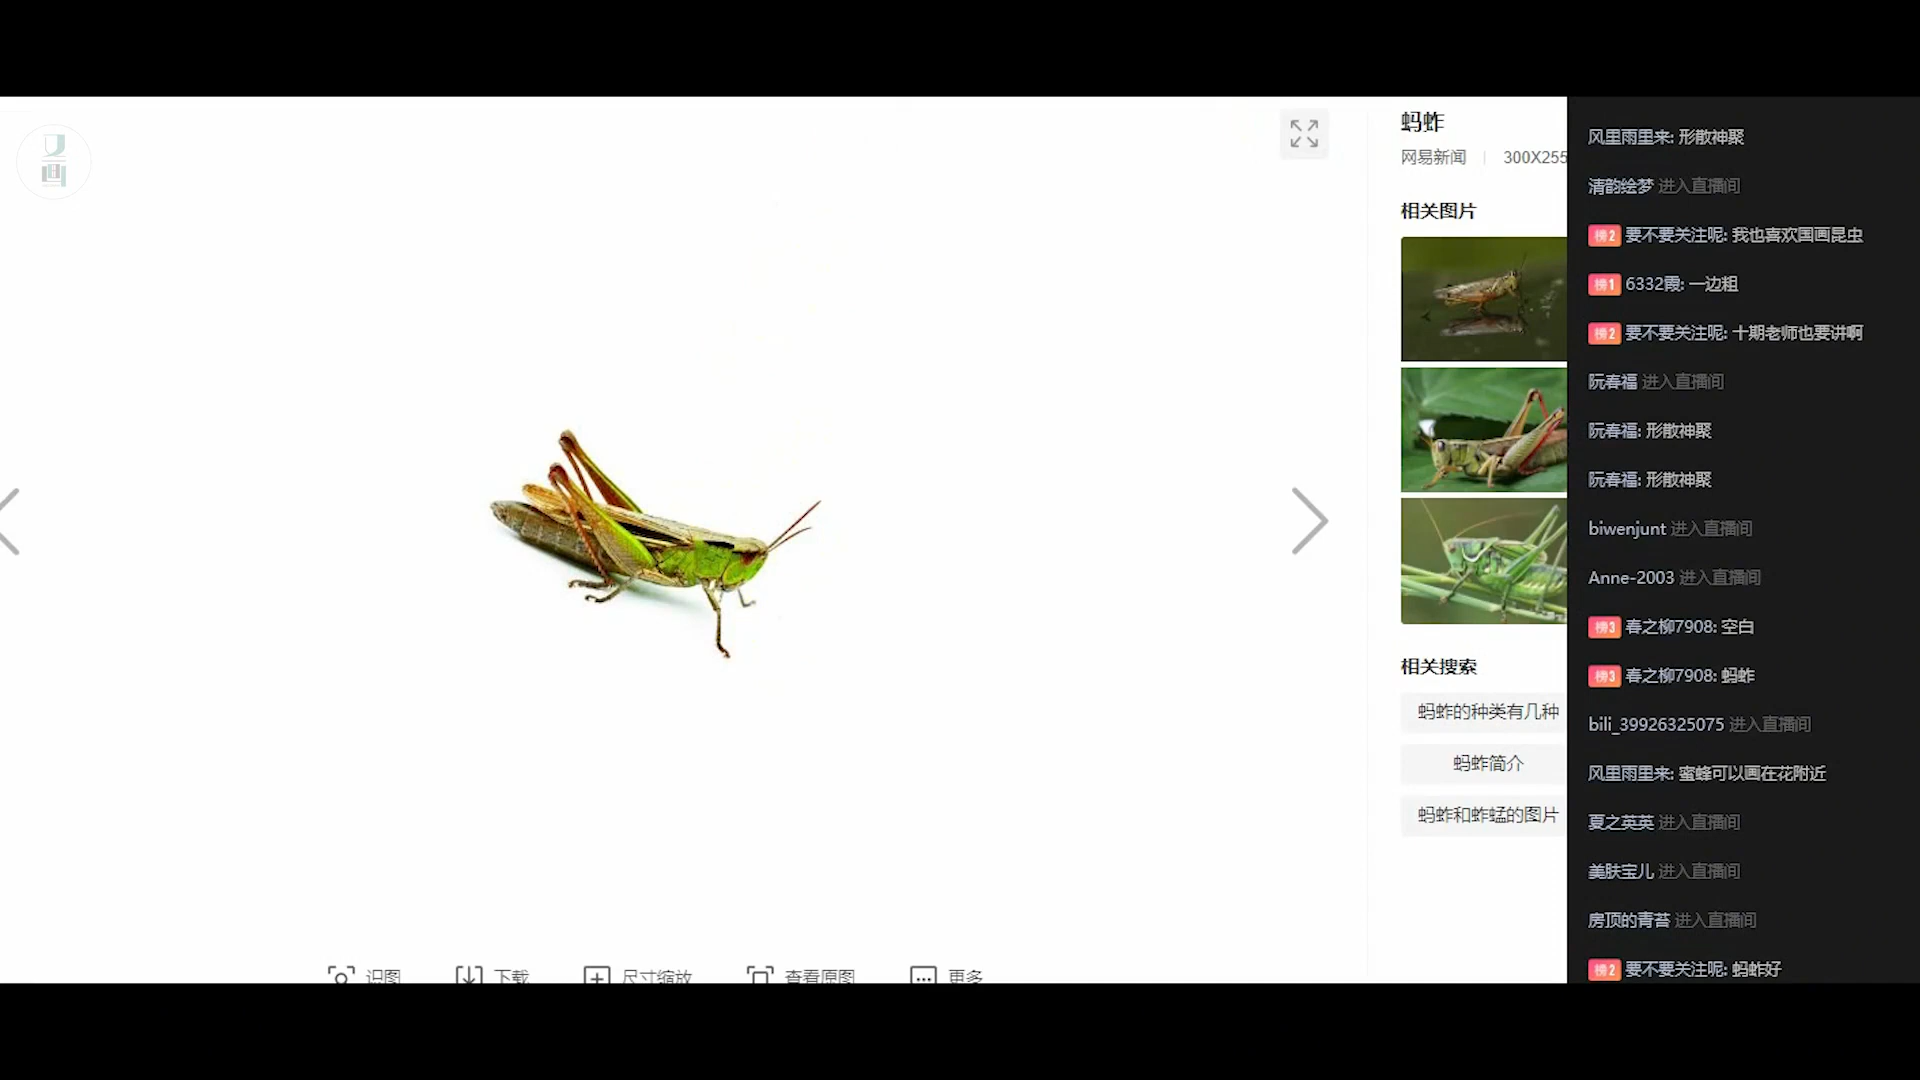 蚂蚱
网易新闻 | 300X255
相关图片
相关搜索
蚂蚱的种类有几种
蚂蚱简介
蚂蚱和蚱蜢的图片
识图 下载 尺寸缩放 查看原图 更多
风里雨里来: 形散神聚
清韵绘梦 进入直播间
榜2 要不要关注呢: 我也喜欢国画昆虫
榜1 6332霞: 一边粗
榜2 要不要关注呢: 十期老师也要讲啊
阮春福 进入直播间
阮春福: 形散神聚
阮春福: 形散神聚
biwenjunt 进入直播间
Anne-2003 进入直播间
榜3 春之柳7908: 空白
榜3 春之柳7908: 蚂蚱
bili_39926325075 进入直播间
风里雨里来: 蜜蜂可以画在花附近
夏之英英 进入直播间
美肤宝儿 进入直播间
房顶的青苔 进入直播间
榜2 要不要关注呢: 蚂蚱好